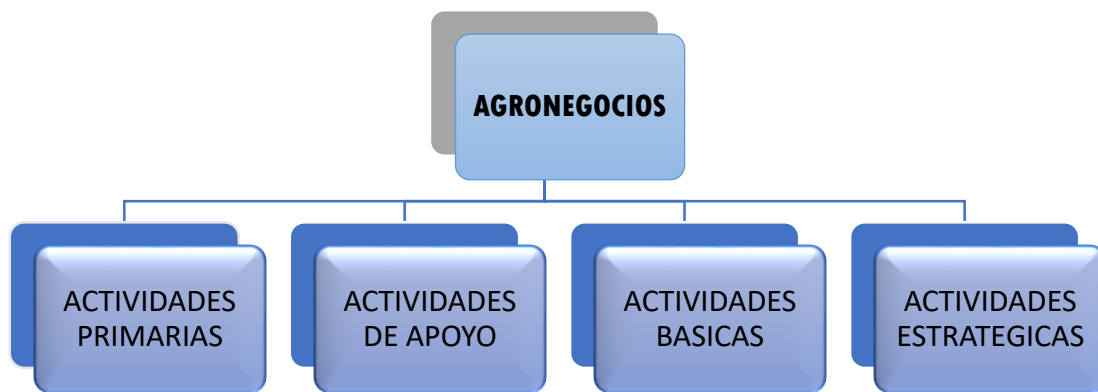 AGRONEGOCIOS
ACTIVIDADES
PRIMARIAS
ACTIVIDADES
DE APOYO
ACTIVIDADES
BASICAS
ACTIVIDADES
ESTRATEGICAS